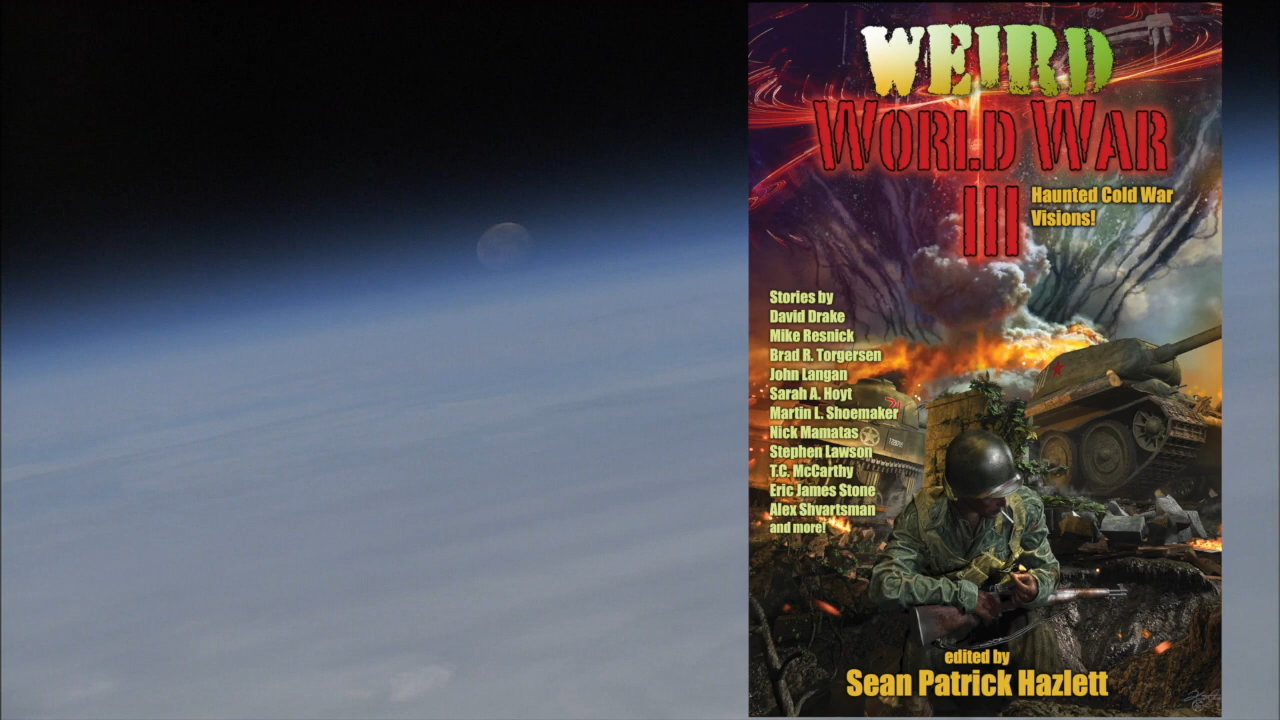 WEIRD
WORLD WAR
III
Haunted Cold War
Visions!
Stories by
David Drake
Mike Resnick
Brad R. Torgersen
John Langan
Sarah A. Hoyt
Martin L. Shoemaker
Nick Mamatas
Stephen Lawson
T.C. McCarthy
Eric James Stone
Alex Shvartsman
and more!
edited by
Sean Patrick Hazlett